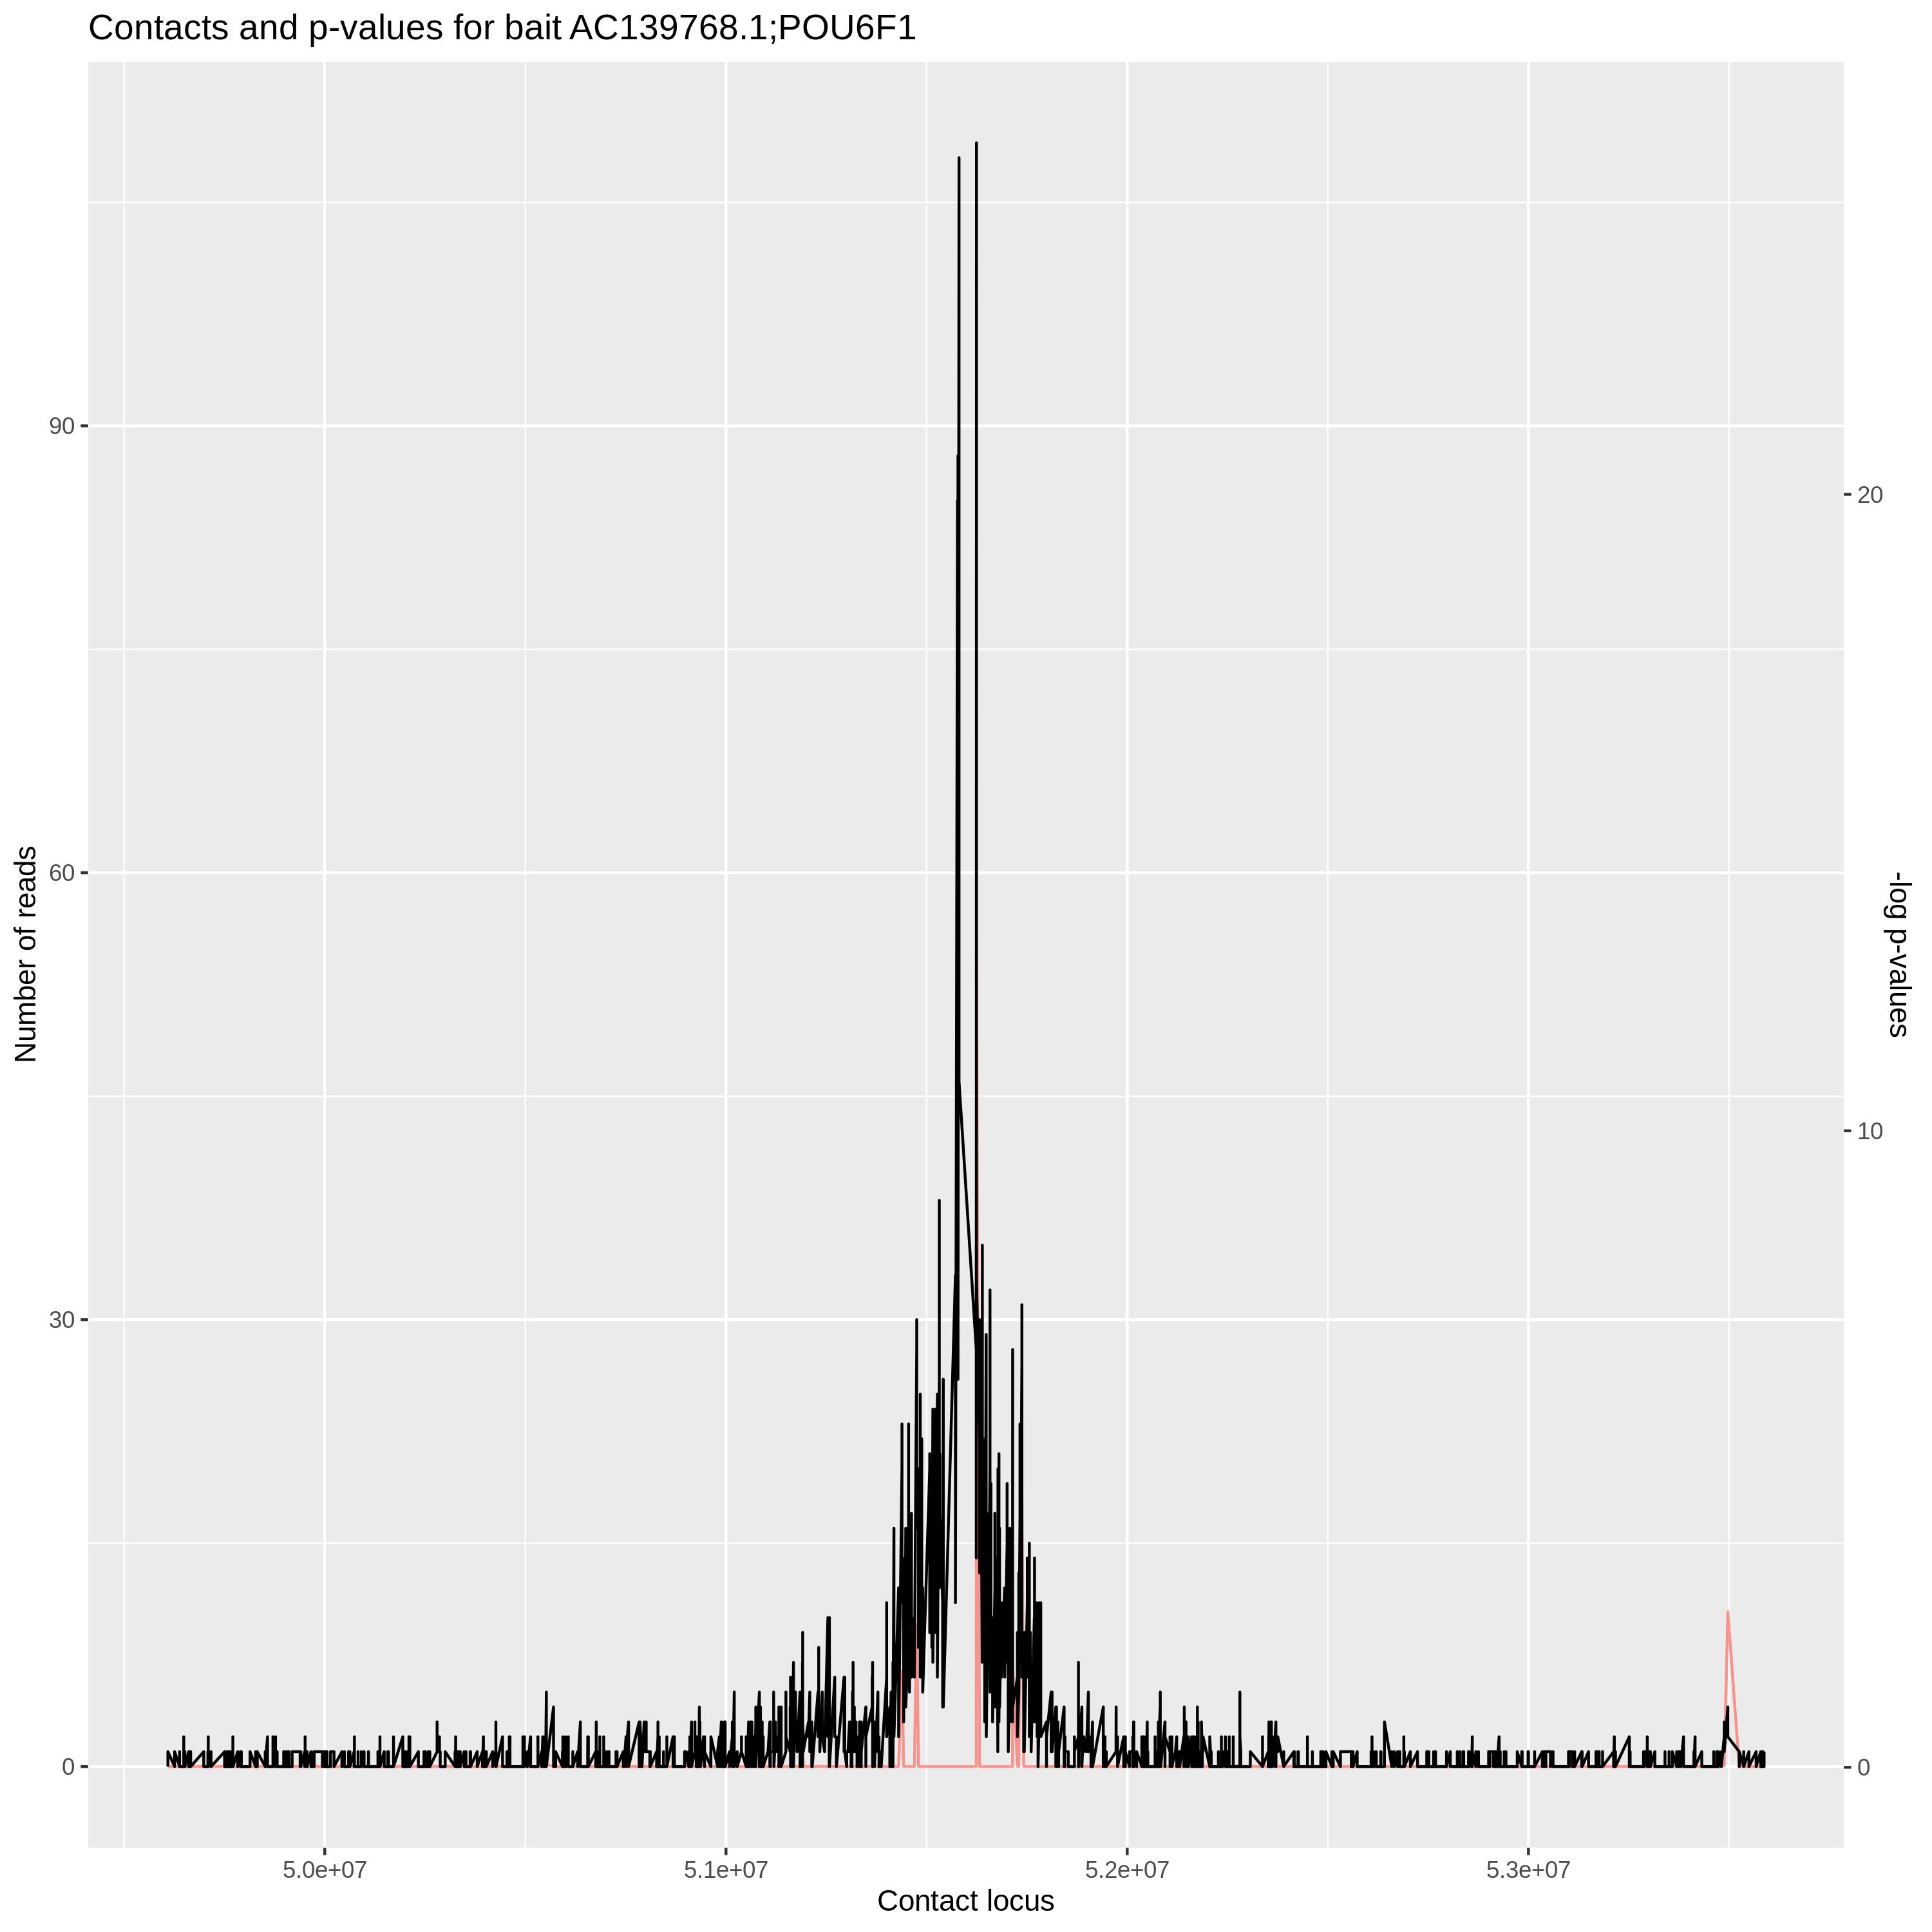 Contacts and p-values for bait AC139768.1;POU6F1
90
60
30
0
Number of reads
20
10
0
-log p-values
5.0e+07
5.1e+07
5.2e+07
5.3e+07
Contact locus